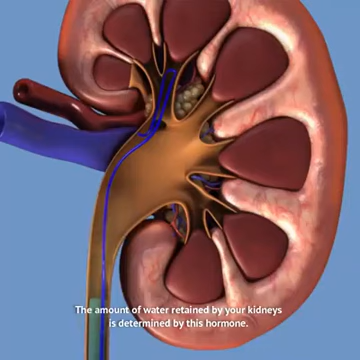 The amount of water retained by your kidneys
is determined by this hormone.